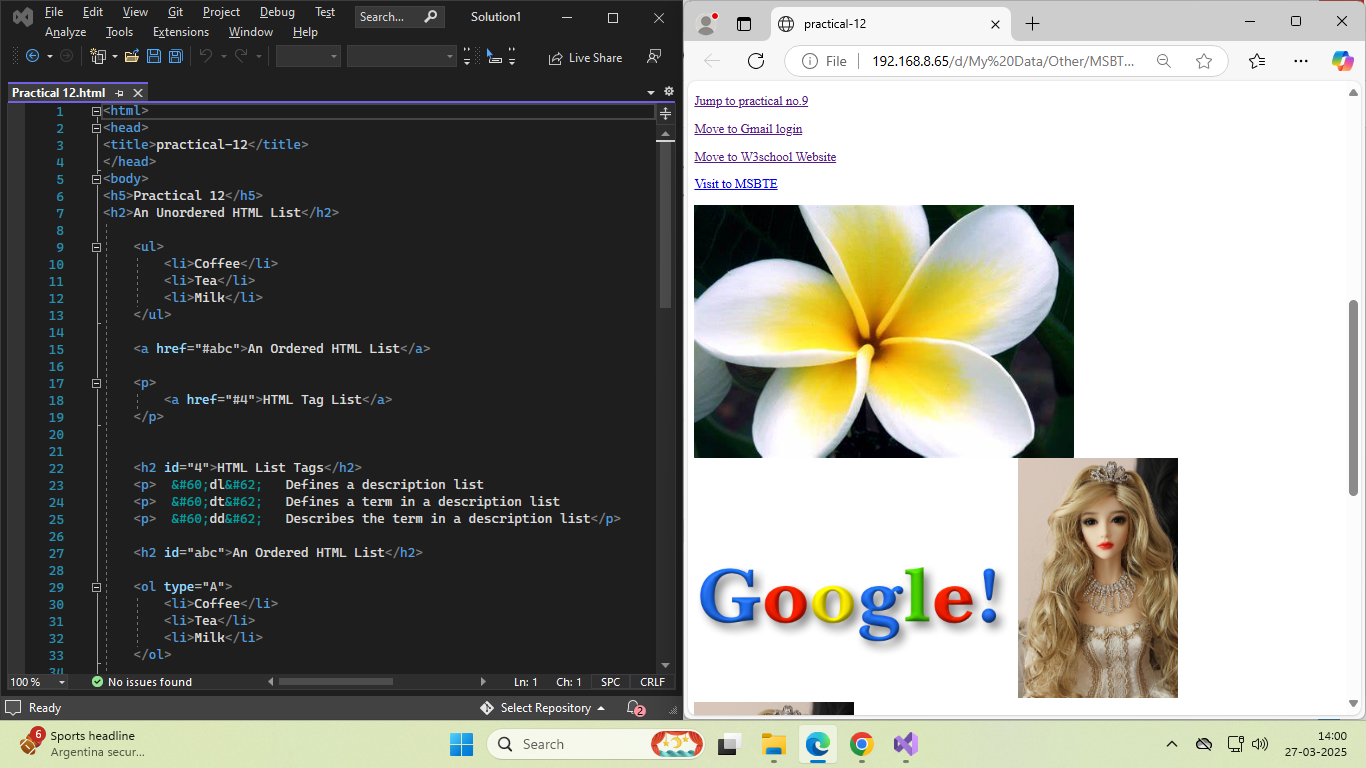 File Edit View Git Project Debug Test Search... Solution1
Analyze Tools Extensions Window Help
Live Share
Practical 12.html
1 <html>
2 <head>
3 <title>practical-12</title>
4 </head>
5 <body>
6 <h5>Practical 12</h5>
7 <h2>An Unordered HTML List</h2>
8
9 <ul>
10 <li>Coffee</li>
11 <li>Tea</li>
12 <li>Milk</li>
13 </ul>
14
15 <a href="#abc">An Ordered HTML List</a>
16
17 <p>
18 <a href="#4">HTML Tag List</a>
19 </p>
20
21
22 <h2 id="4">HTML List Tags</h2>
23 <p> &#60;dl&#62; Defines a description list
24 <p> &#60;dt&#62; Defines a term in a description list
25 <p> &#60;dd&#62; Describes the term in a description list</p>
26
27 <h2 id="abc">An Ordered HTML List</h2>
28
29 <ol type="A">
30 <li>Coffee</li>
31 <li>Tea</li>
32 <li>Milk</li>
33 </ol>
34
100 % No issues found Ln: 1 Ch: 1 SPC CRLF
Ready Select Repository 2
practical-12
File 192.168.8.65/d/My%20Data/Other/MSBT...
Jump to practical no.9
Move to Gmail login
Move to W3school Website
Visit to MSBTE
Google!
6 Sports headline
Argentina secur...
Search
14:00
27-03-2025